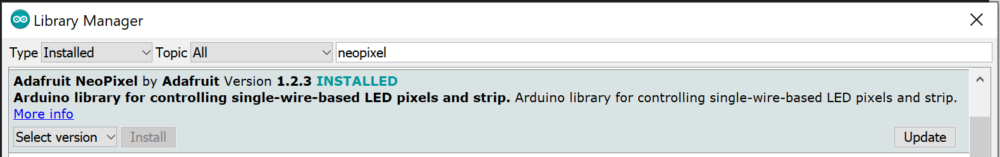 Library Manager
Type Installed Topic All neopixel
Adafruit NeoPixel by Adafruit Version 1.2.3 INSTALLED
Arduino library for controlling single-wire-based LED pixels and strip. Arduino library for controlling single-wire-based LED pixels and strip.
More info
Select version Install Update